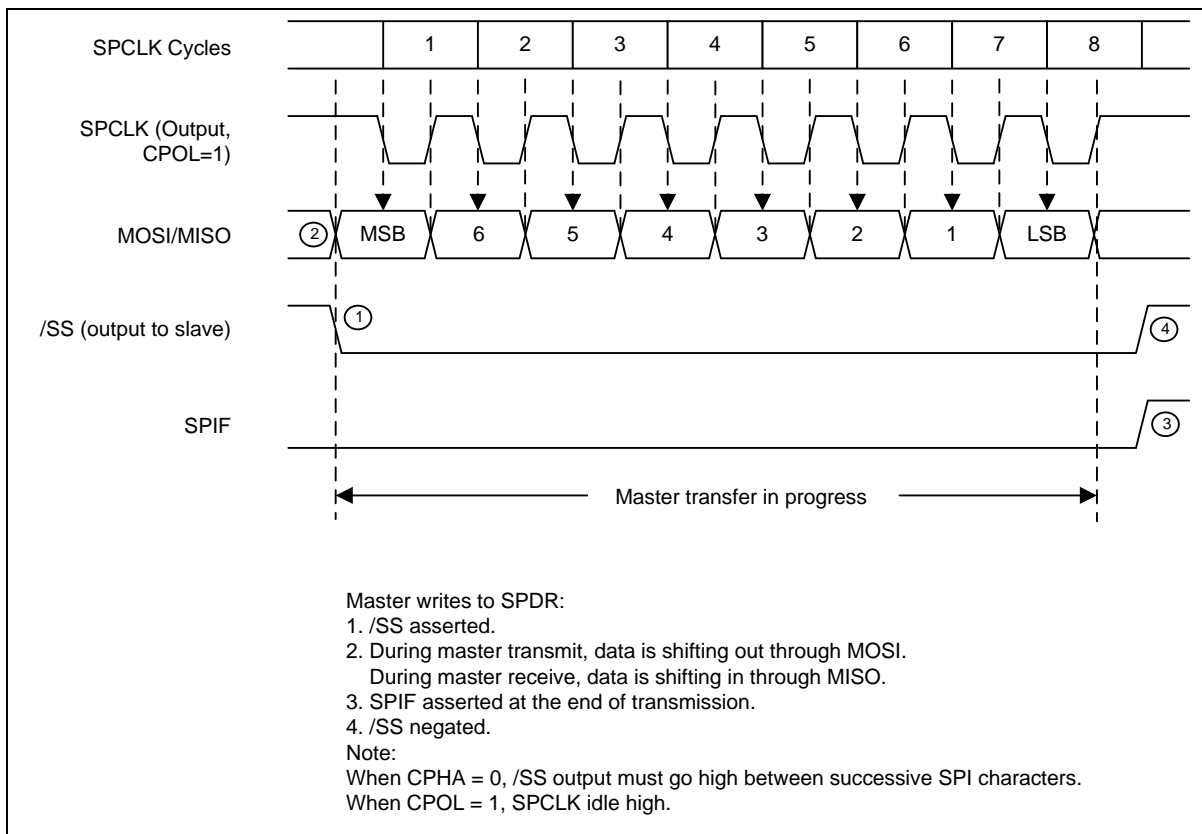 SPCLK Cycles 1 2 3 4 5 6 7 8
SPCLK (Output,
CPOL=1)
MOSI/MISO 2 MSB 6 5 4 3 2 1 LSB
/SS (output to slave) 1 4
SPIF 3
Master transfer in progress
Master writes to SPDR:
1. /SS asserted.
2. During master transmit, data is shifting out through MOSI.
During master receive, data is shifting in through MISO.
3. SPIF asserted at the end of transmission.
4. /SS negated.
Note:
When CPHA = 0, /SS output must go high between successive SPI characters.
When CPOL = 1, SPCLK idle high.